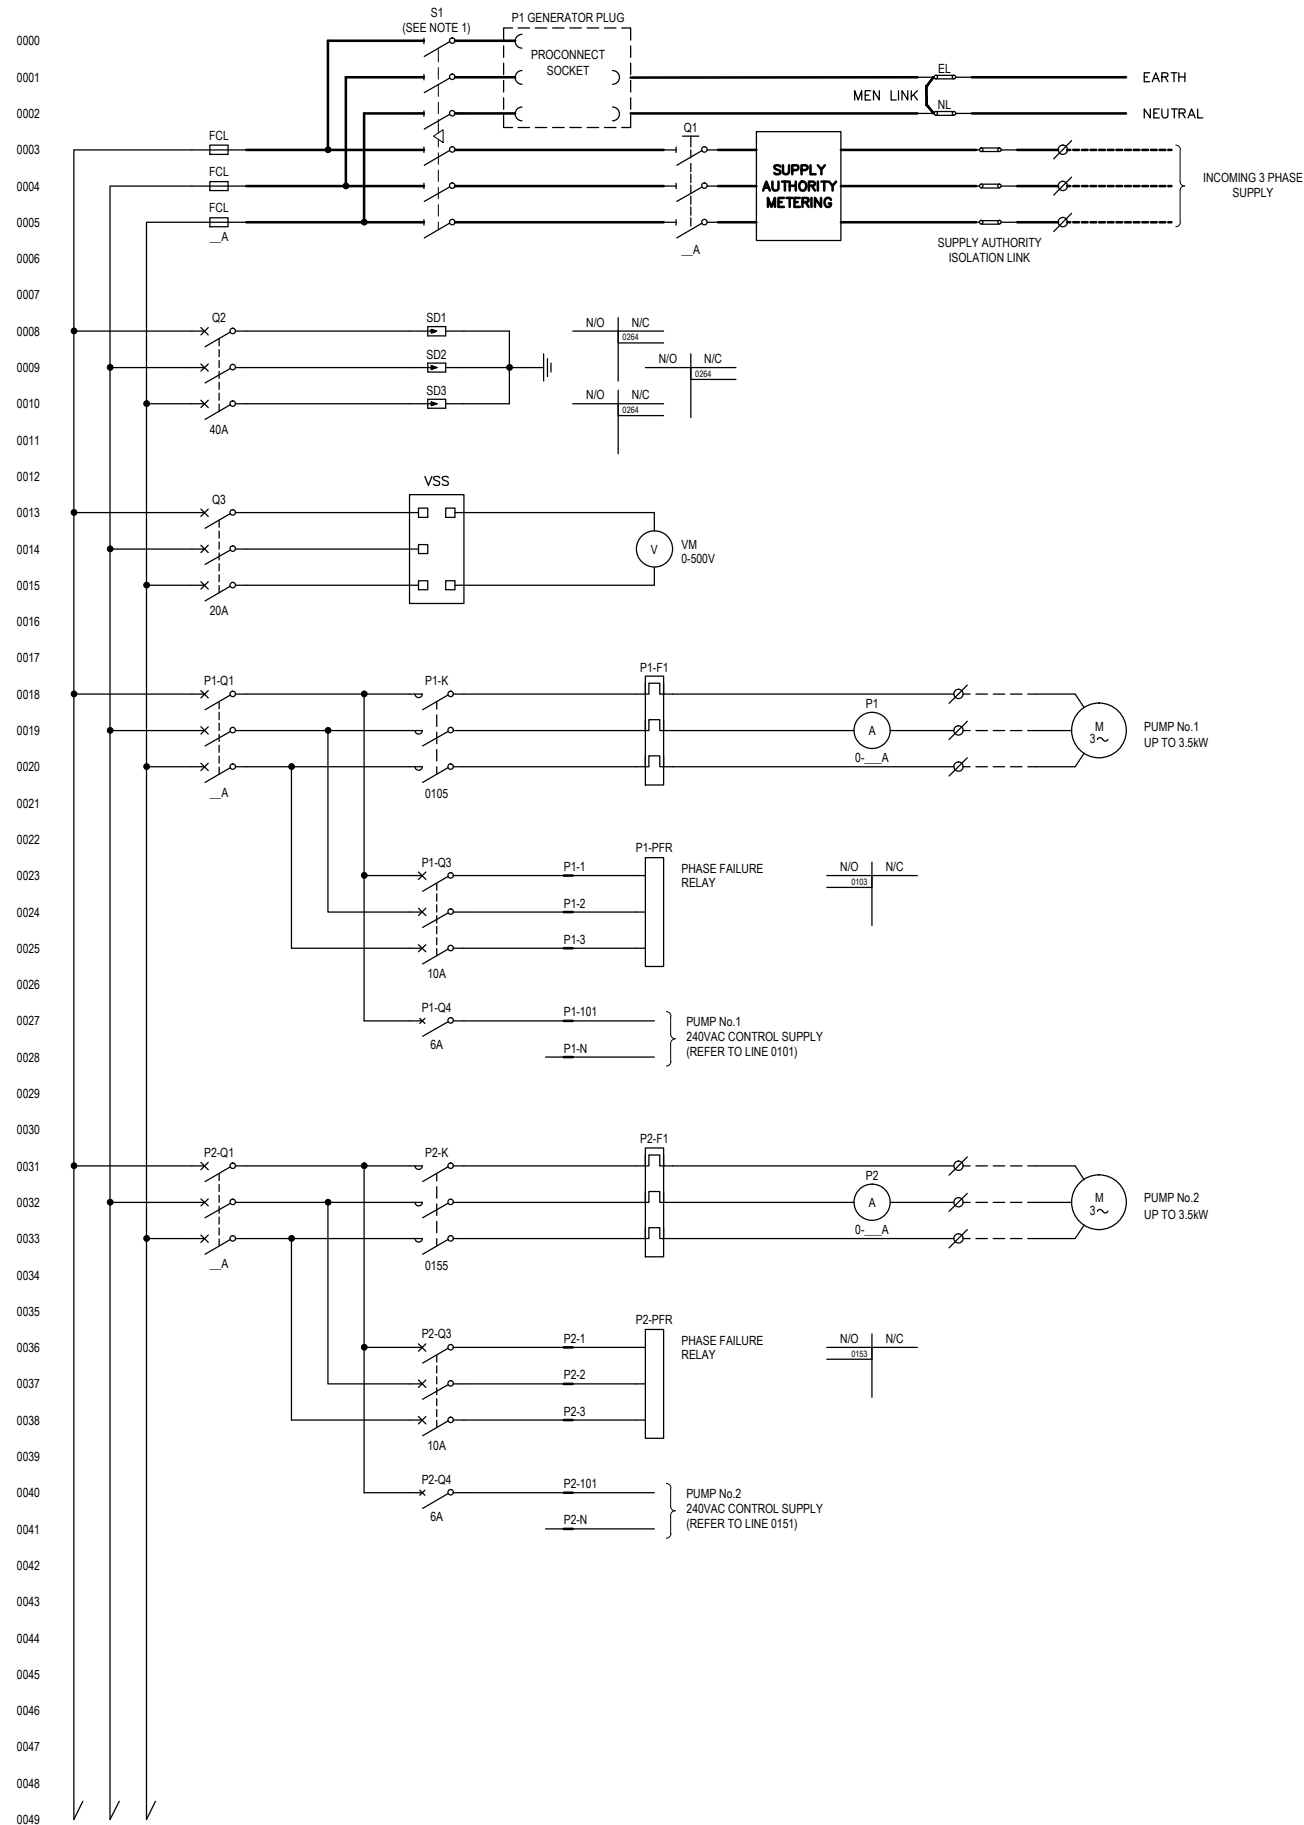 S1
(SEE NOTE 1)
P1 GENERATOR PLUG
0000
PROCONNECT
SOCKET
0001
EL
EARTH
MEN LINK
0002
NL
NEUTRAL
FCL
Q1
0003
SUPPLY
AUTHORITY
METERING
FCL
0004
INCOMING 3 PHASE
SUPPLY
FCL
0005
__A
__A
SUPPLY AUTHORITY
ISOLATION LINK
0006
0007
Q2
SD1
N/O
N/C
0008
0264
SD2
N/O
N/C
0009
0264
SD3
N/O
N/C
0010
0264
40A
0011
0012
VSS
Q3
0013
0014
V
VM
0-500V
0015
20A
0016
0017
P1-Q1
P1-K
P1-F1
0018
P1
0019
A
M
3~
PUMP No.1
UP TO 3.5kW
0-___A
0020
__A
0105
0021
0022
P1-Q3
P1-1
P1-PFR
PHASE FAILURE
RELAY
N/O
N/C
0023
0103
P1-2
0024
P1-3
0025
10A
0026
P1-Q4
P1-101
0027
6A
PUMP No.1
240VAC CONTROL SUPPLY
(REFER TO LINE 0101)
P1-N
0028
0029
0030
P2-Q1
P2-K
P2-F1
0031
P2
0032
A
M
3~
PUMP No.2
UP TO 3.5kW
0-___A
0033
__A
0155
0034
0035
P2-Q3
P2-1
P2-PFR
PHASE FAILURE
RELAY
N/O
N/C
0036
0153
P2-2
0037
P2-3
0038
10A
0039
P2-Q4
P2-101
0040
6A
PUMP No.2
240VAC CONTROL SUPPLY
(REFER TO LINE 0151)
P2-N
0041
0042
0043
0044
0045
0046
0047
0048
0049